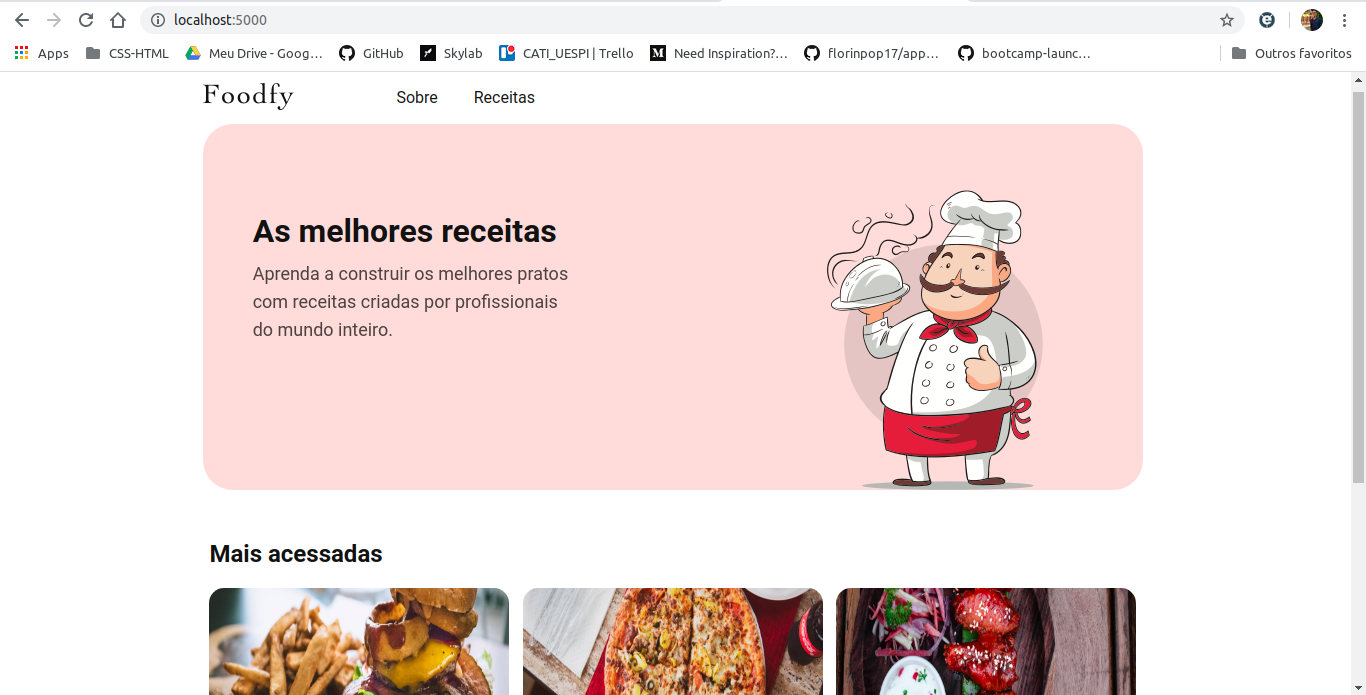 localhost:5000
Apps CSS-HTML Meu Drive - Goog... GitHub Skylab CATI_UESPI | Trello Need Inspiration?... florinpop17/app... bootcamp-launc... Outros favoritos
Foodfy Sobre Receitas
As melhores receitas
Aprenda a construir os melhores pratos
com receitas criadas por profissionais
do mundo inteiro.
Mais acessadas